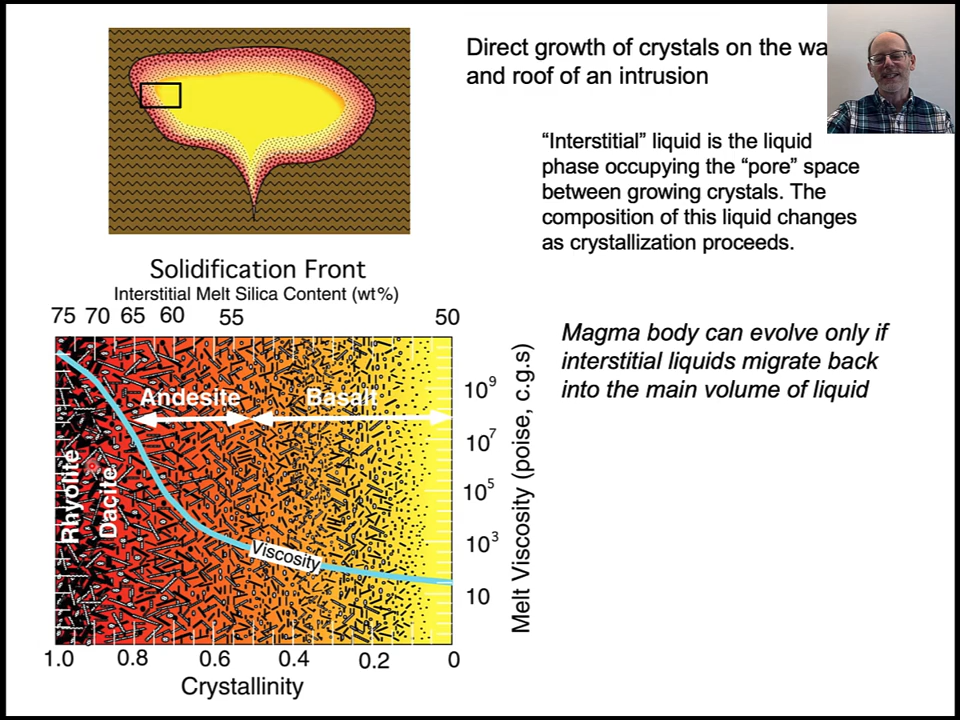 Direct growth of crystals on the
and roof of an intrusion
“Interstitial” liquid is the liquid
phase occupying the “pore” space
between growing crystals. The
composition of this liquid changes
as crystallization proceeds.
Solidification Front
Interstitial Melt Silica Content (wt%)
75 70 65 60 55 50
Magma body can evolve only if
interstitial liquids migrate back
into the main volume of liquid
Andesite
Basalt
Rhyolite
Dacite
Viscosity
10⁹
10⁷
10⁵
10³
10
Melt Viscosity (poise, c.g.s)
1.0 0.8 0.6 0.4 0.2 0
Crystallinity